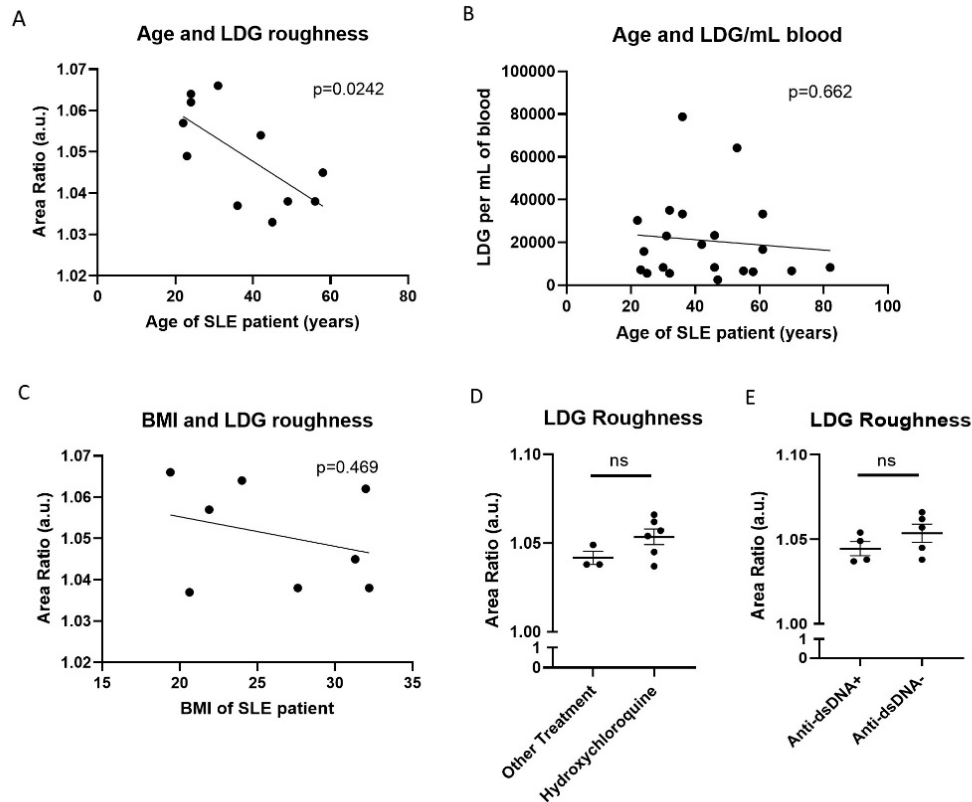 A
Age and LDG roughness
1.07
1.06
1.05
1.04
1.03
1.02
p=0.0242
Area Ratio (a.u.)
0
20
40
60
80
Age of SLE patient (years)
B
Age and LDG/mL blood
100000
80000
60000
40000
20000
0
p=0.662
LDG per mL of blood
0
20
40
60
80
100
Age of SLE patient (years)
C
BMI and LDG roughness
1.07
1.06
1.05
1.04
1.03
1.02
p=0.469
Area Ratio (a.u.)
15
20
25
30
35
BMI of SLE patient
D
LDG Roughness
1.10
1.05
1.00
1
0
ns
Area Ratio (a.u.)
Other Treatment
Hydroxychloroquine
E
LDG Roughness
1.10
1.05
1.00
1
0
ns
Area Ratio (a.u.)
Anti-dsDNA+
Anti-dsDNA-